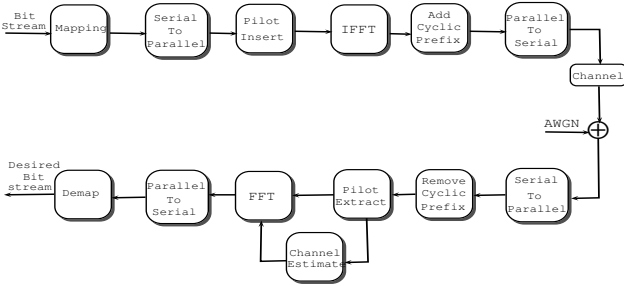 Bit
Stream
Mapping
Serial
To
Parallel
Pilot
Insert
IFFT
Add
Cyclic
Prefix
Parallel
To
Serial
Channel
AWGN
Desired
Bit
stream
Demap
Parallel
To
Serial
FFT
Pilot
Extract
Remove
Cyclic
Prefix
Serial
To
Parallel
Channel
Estimate